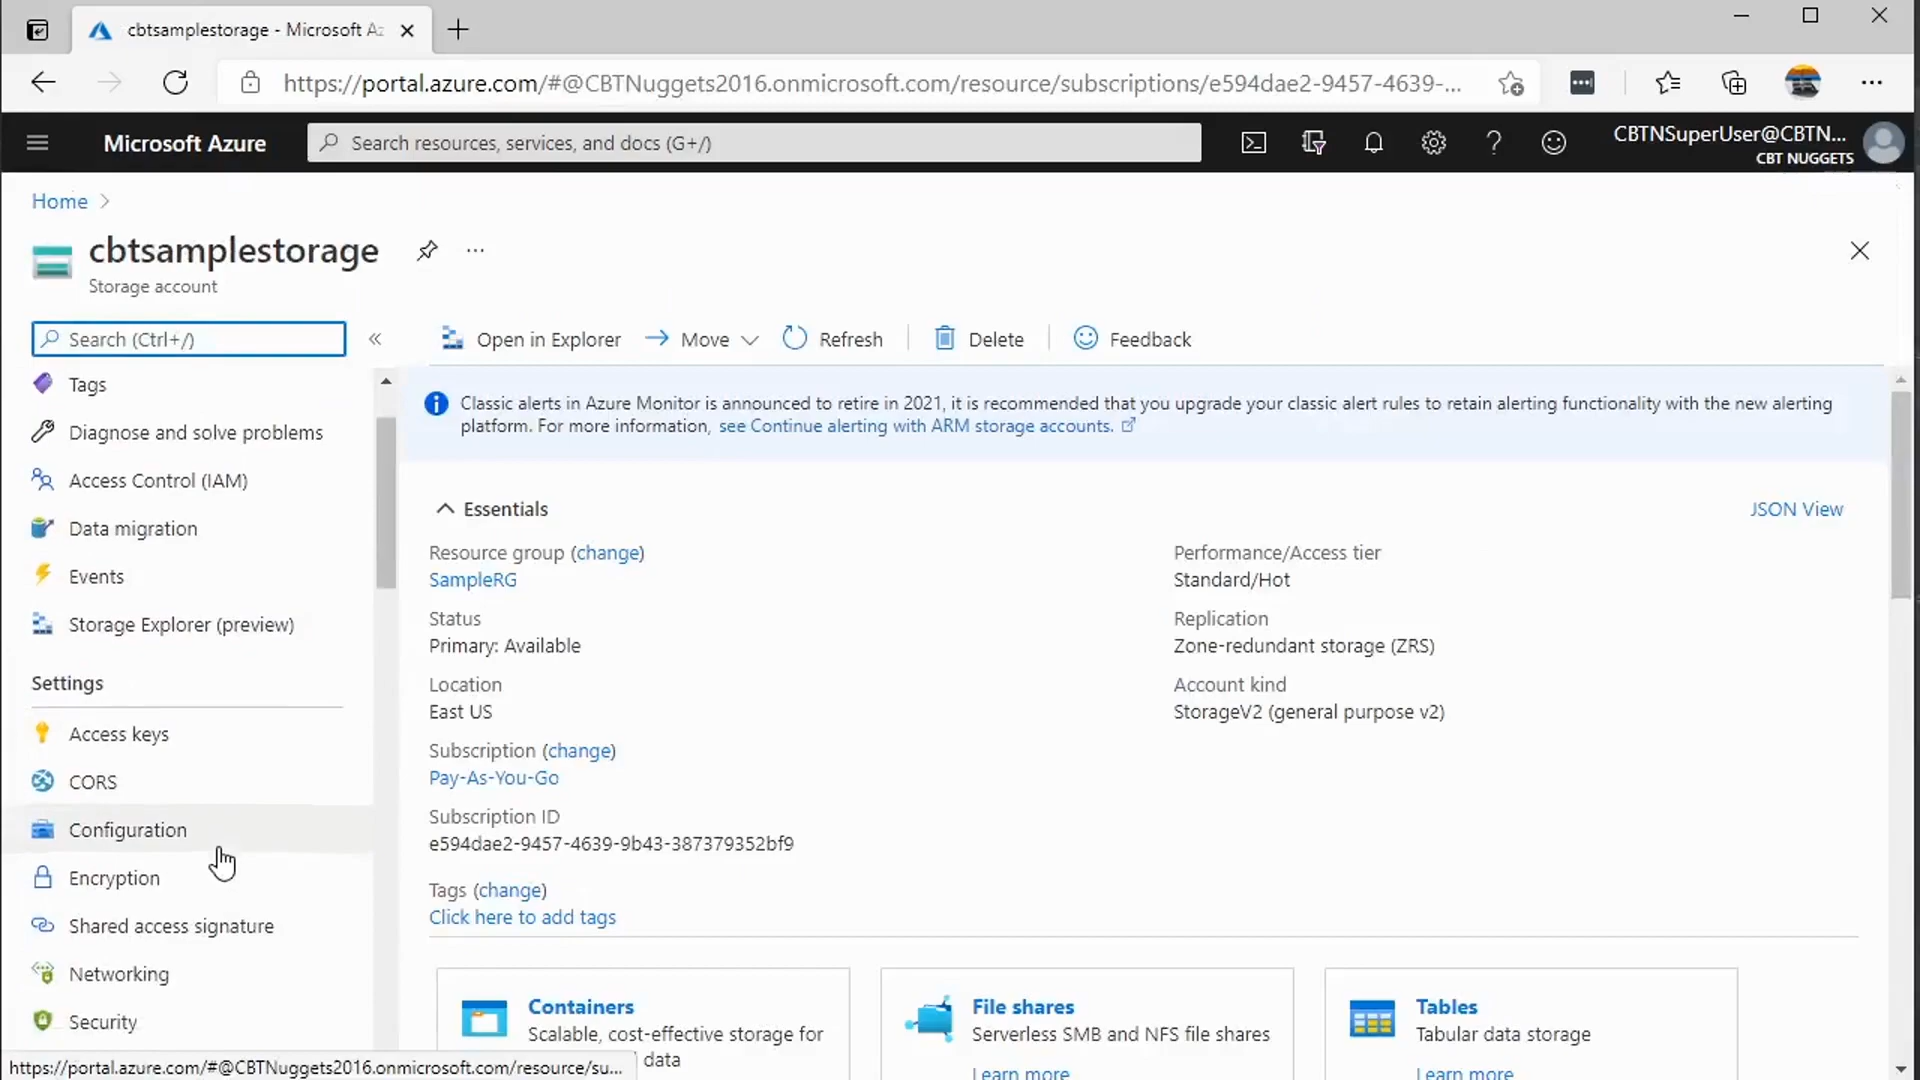 cbtsamplestorage - Microsoft Az
https://portal.azure.com/#@CBTNuggets2016.onmicrosoft.com/resource/subscriptions/e594dae2-9457-4639-...
Microsoft Azure
Search resources, services, and docs (G+/)
CBTNSuperUser@CBTN...
CBT NUGGETS
Home
cbtsamplestorage
Storage account
Search (Ctrl+/)
Open in Explorer
Move
Refresh
Delete
Feedback
Tags
Diagnose and solve problems
Access Control (IAM)
Data migration
Events
Storage Explorer (preview)
Settings
Access keys
CORS
Configuration
Encryption
Shared access signature
Networking
Security
Classic alerts in Azure Monitor is announced to retire in 2021, it is recommended that you upgrade your classic alert rules to retain alerting functionality with the new alerting
platform. For more information, see Continue alerting with ARM storage accounts.
Essentials
JSON View
Resource group (change)
SampleRG
Status
Primary: Available
Location
East US
Subscription (change)
Pay-As-You-Go
Subscription ID
e594dae2-9457-4639-9b43-387379352bf9
Tags (change)
Click here to add tags
Performance/Access tier
Standard/Hot
Replication
Zone-redundant storage (ZRS)
Account kind
StorageV2 (general purpose v2)
Containers
Scalable, cost-effective storage for
data
File shares
Serverless SMB and NFS file shares
Learn more
Tables
Tabular data storage
Learn more
https://portal.azure.com/#@CBTNuggets2016.onmicrosoft.com/resource/su...